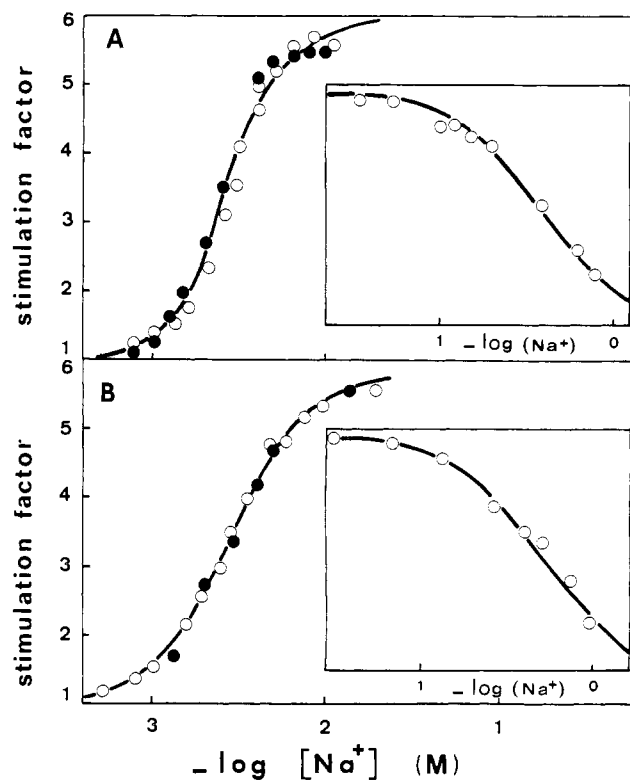 6
A
5
4
3
2
1
stimulation factor
1
0
– log (Na⁺)
6
B
5
4
3
2
1
stimulation factor
1
0
– log (Na⁺)
3
2
1
– log [Na⁺] (M)